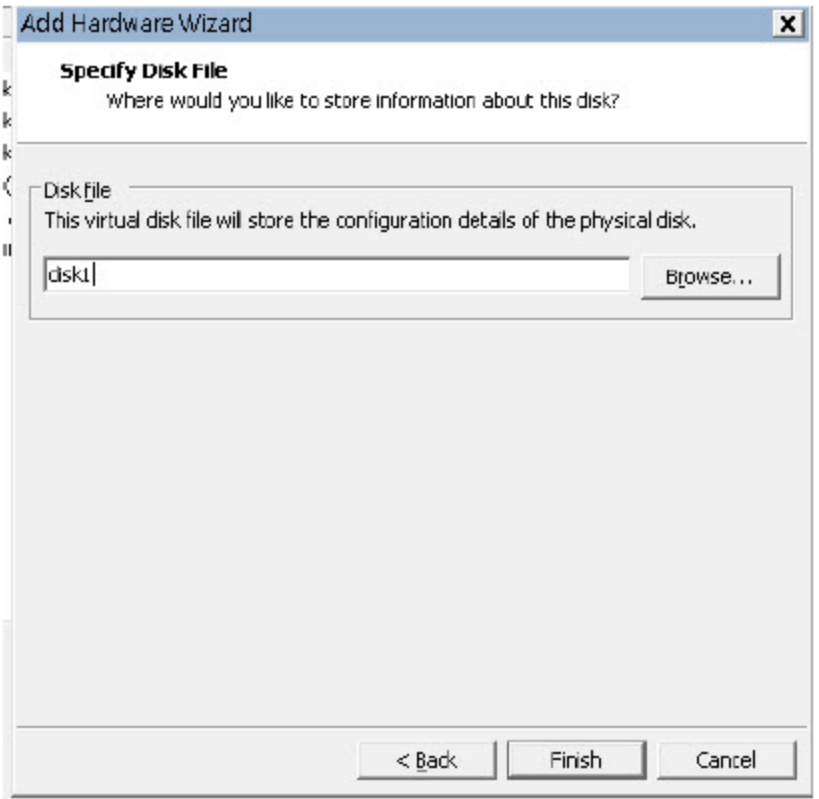 Add Hardware Wizard
Specify Disk File
Where would you like to store information about this disk?
Disk file
This virtual disk file will store the configuration details of the physical disk.
disk1
Browse...
< Back
Finish
Cancel